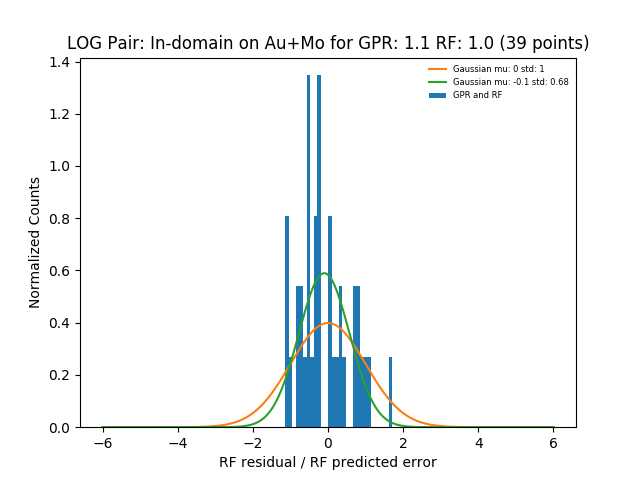 LOG Pair: In-domain on Au+Mo for GPR: 1.1 RF: 1.0 (39 points)
Gaussian mu: 0 std: 1
Gaussian mu: -0.1 std: 0.68
GPR and RF
1.4
1.2
1.0
0.8
0.6
0.4
0.2
0.0
Normalized Counts
−6
−4
−2
0
2
4
6
RF residual / RF predicted error